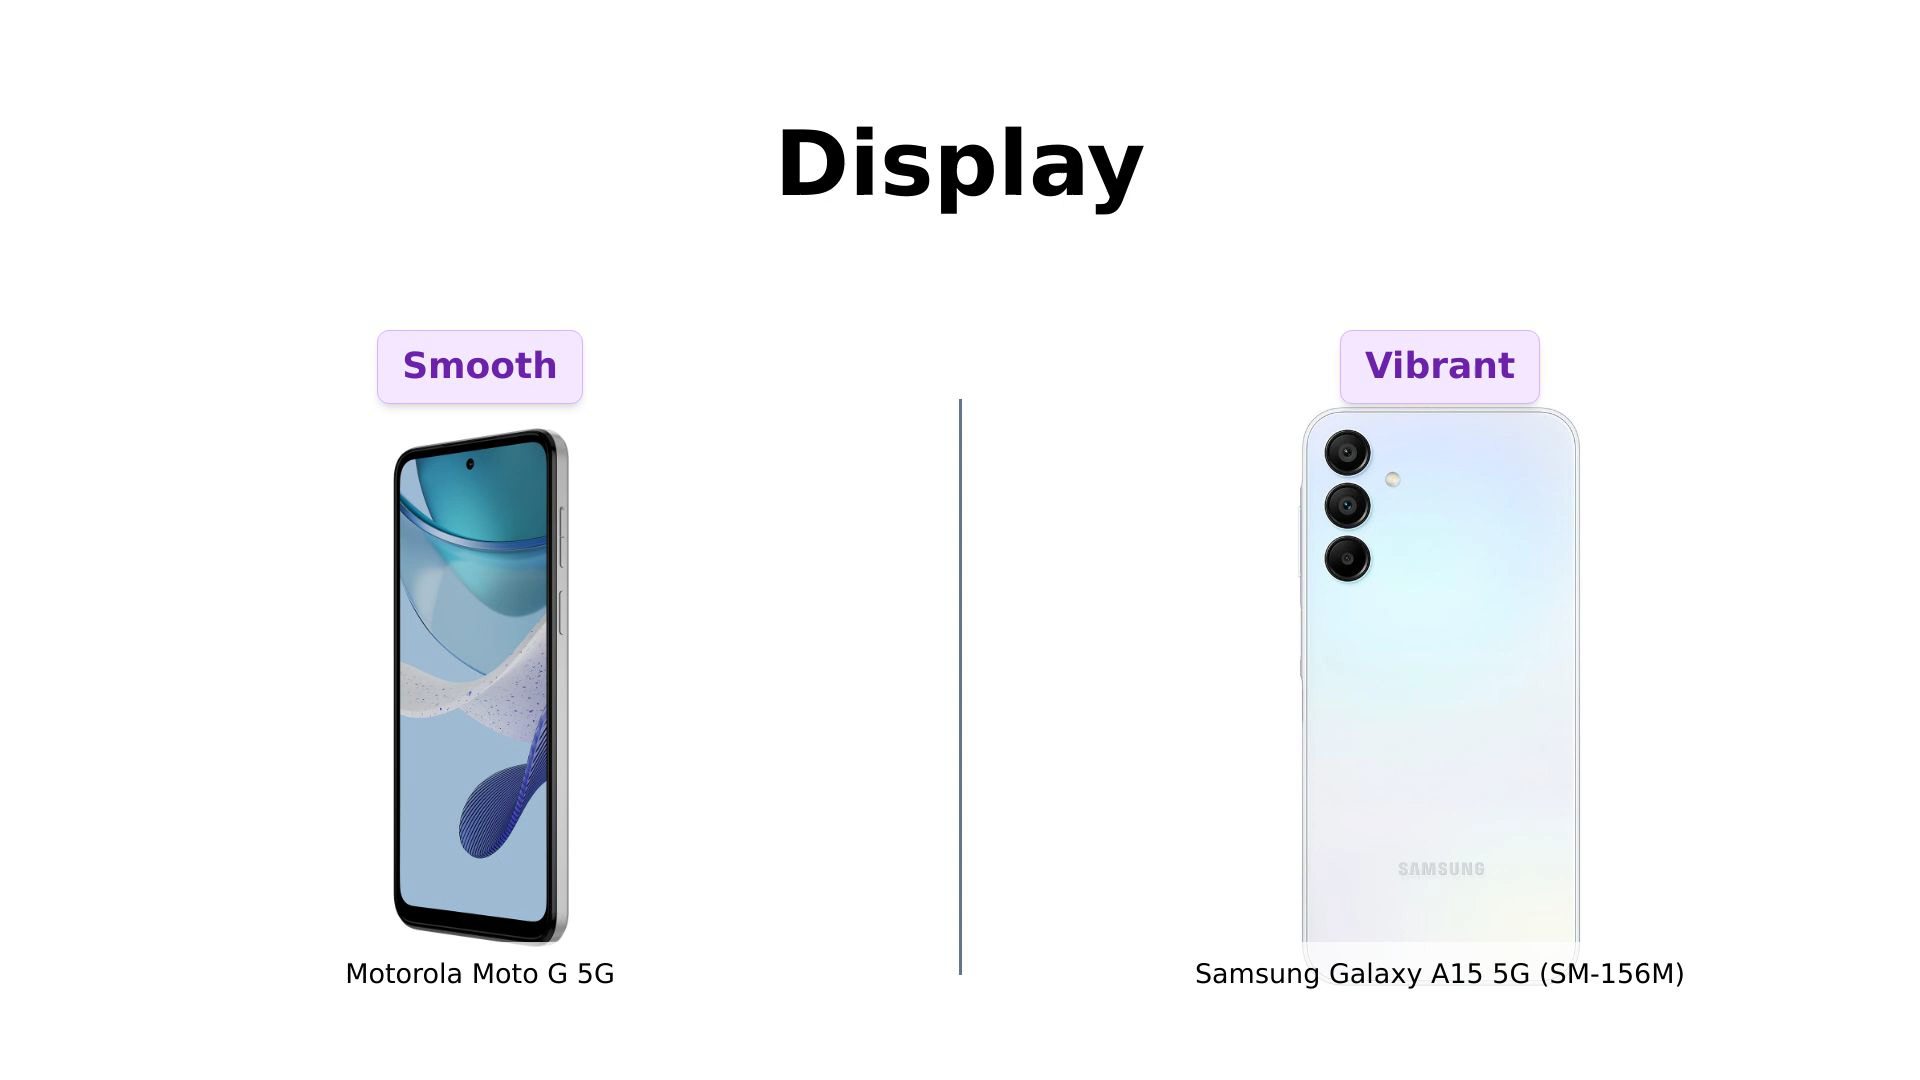 Display
Smooth
Vibrant
SAMSUNG
Motorola Moto G 5G
Samsung Galaxy A15 5G (SM-156M)